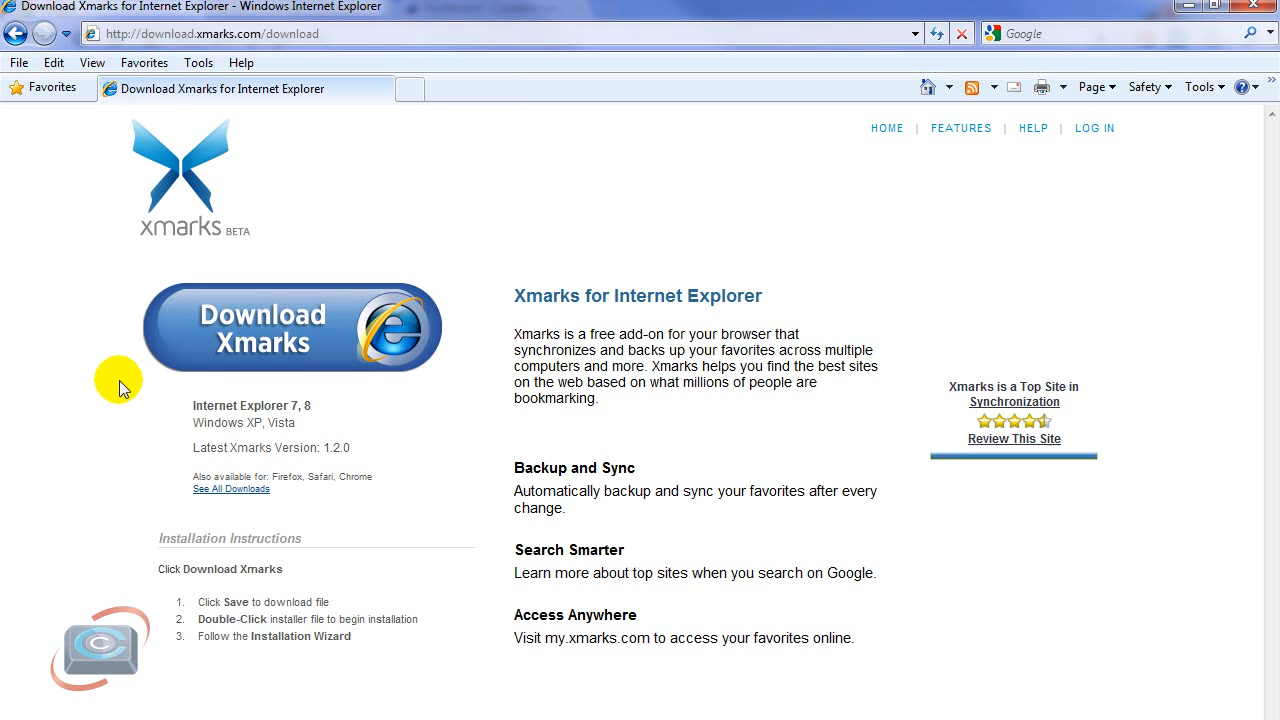 Download Xmarks for Internet Explorer - Windows Internet Explorer
http://download.xmarks.com/download
Google
File Edit View Favorites Tools Help
Favorites
Download Xmarks for Internet Explorer
Page Safety Tools
HOME | FEATURES | HELP | LOG IN
xmarks BETA
Download
Xmarks
Internet Explorer 7, 8
Windows XP, Vista
Latest Xmarks Version: 1.2.0
Also available for: Firefox, Safari, Chrome
See All Downloads
Installation Instructions
Click Download Xmarks
1. Click Save to download file
2. Double-Click installer file to begin installation
3. Follow the Installation Wizard
Xmarks for Internet Explorer
Xmarks is a free add-on for your browser that
synchronizes and backs up your favorites across multiple
computers and more. Xmarks helps you find the best sites
on the web based on what millions of people are
bookmarking.
Backup and Sync
Automatically backup and sync your favorites after every
change.
Search Smarter
Learn more about top sites when you search on Google.
Access Anywhere
Visit my.xmarks.com to access your favorites online.
Xmarks is a Top Site in
Synchronization
Review This Site